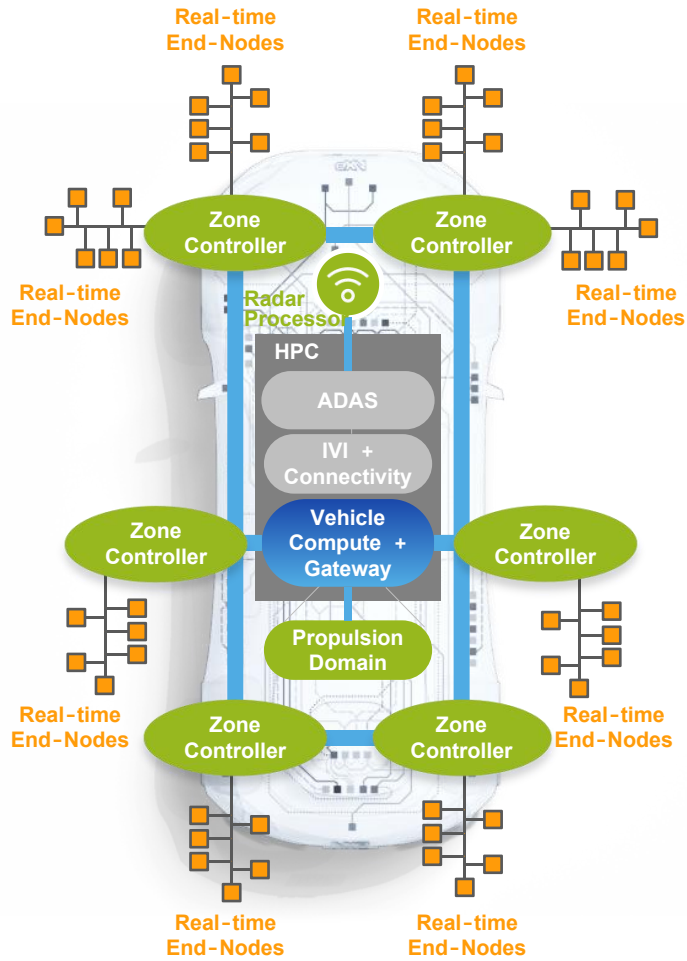 Real-time
End-Nodes
Real-time
End-Nodes
Zone
Controller
Zone
Controller
Real-time
End-Nodes
Real-time
End-Nodes
Radar
Processor
HPC
ADAS
IVI +
Connectivity
Vehicle
Compute +
Gateway
Zone
Controller
Zone
Controller
Propulsion
Domain
Real-time
End-Nodes
Real-time
End-Nodes
Zone
Controller
Zone
Controller
Real-time
End-Nodes
Real-time
End-Nodes